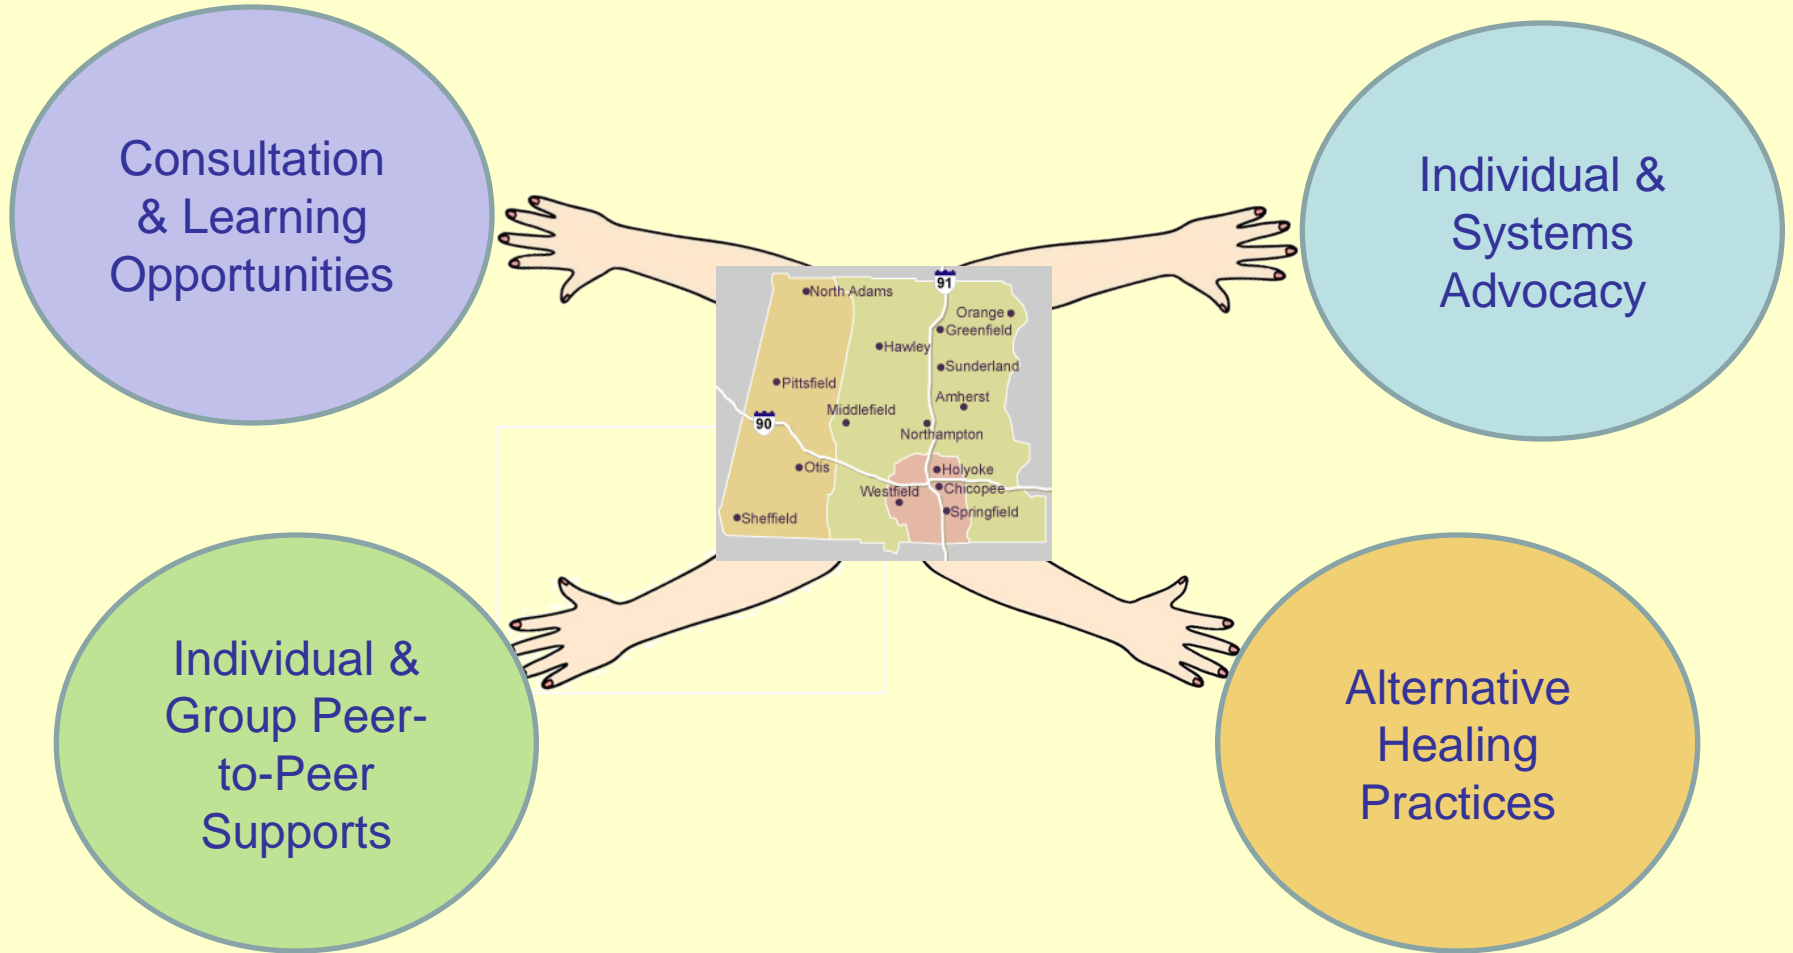 Consultation
& Learning
Opportunities
Individual &
Systems
Advocacy
91
North Adams
Orange
Greenfield
Hawley
Sunderland
Pittsfield
Amherst
Middlefield
90
Northampton
Otis
Holyoke
Westfield
Chicopee
Springfield
Sheffield
Individual &
Group Peer-
to-Peer
Supports
Alternative
Healing
Practices